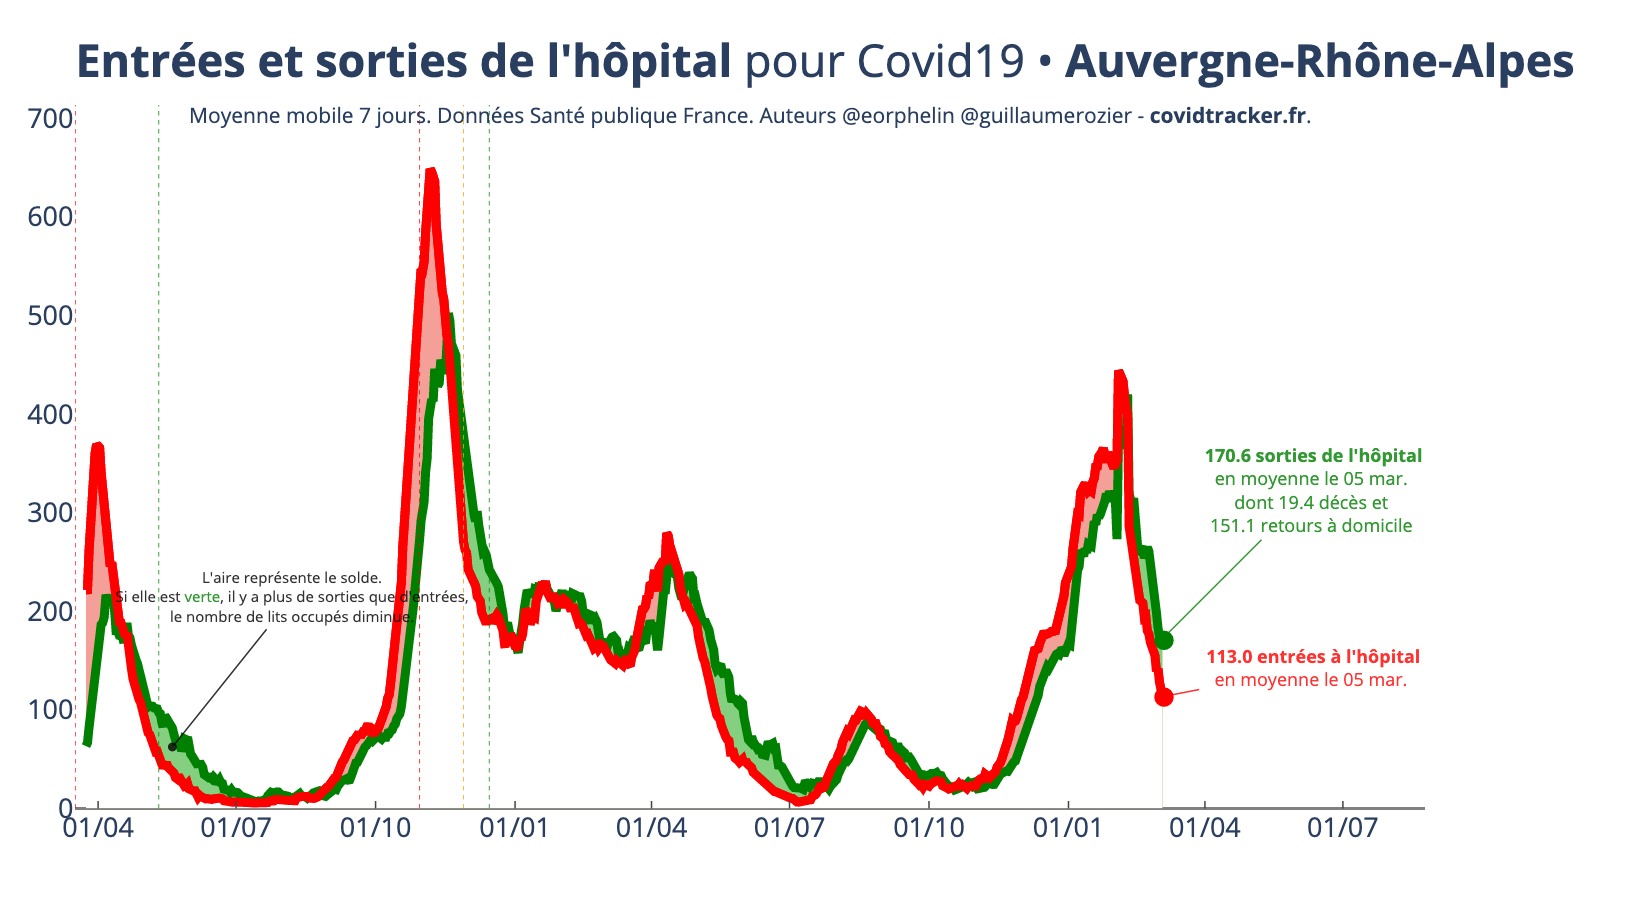 Entrées et sorties de l'hôpital pour Covid19 • Auvergne-Rhône-Alpes
Moyenne mobile 7 jours. Données Santé publique France. Auteurs @eorphelin @guillaumerozier - covidtracker.fr.
700
600
500
400
300
200
100
0
170.6 sorties de l'hôpital
en moyenne le 05 mar.
dont 19.4 décès et
151.1 retours à domicile
L'aire représente le solde.
Si elle est verte, il y a plus de sorties que d'entrées,
le nombre de lits occupés diminue.
113.0 entrées à l'hôpital
en moyenne le 05 mar.
01/04 01/07 01/10 01/01 01/04 01/07 01/10 01/01 01/04 01/07